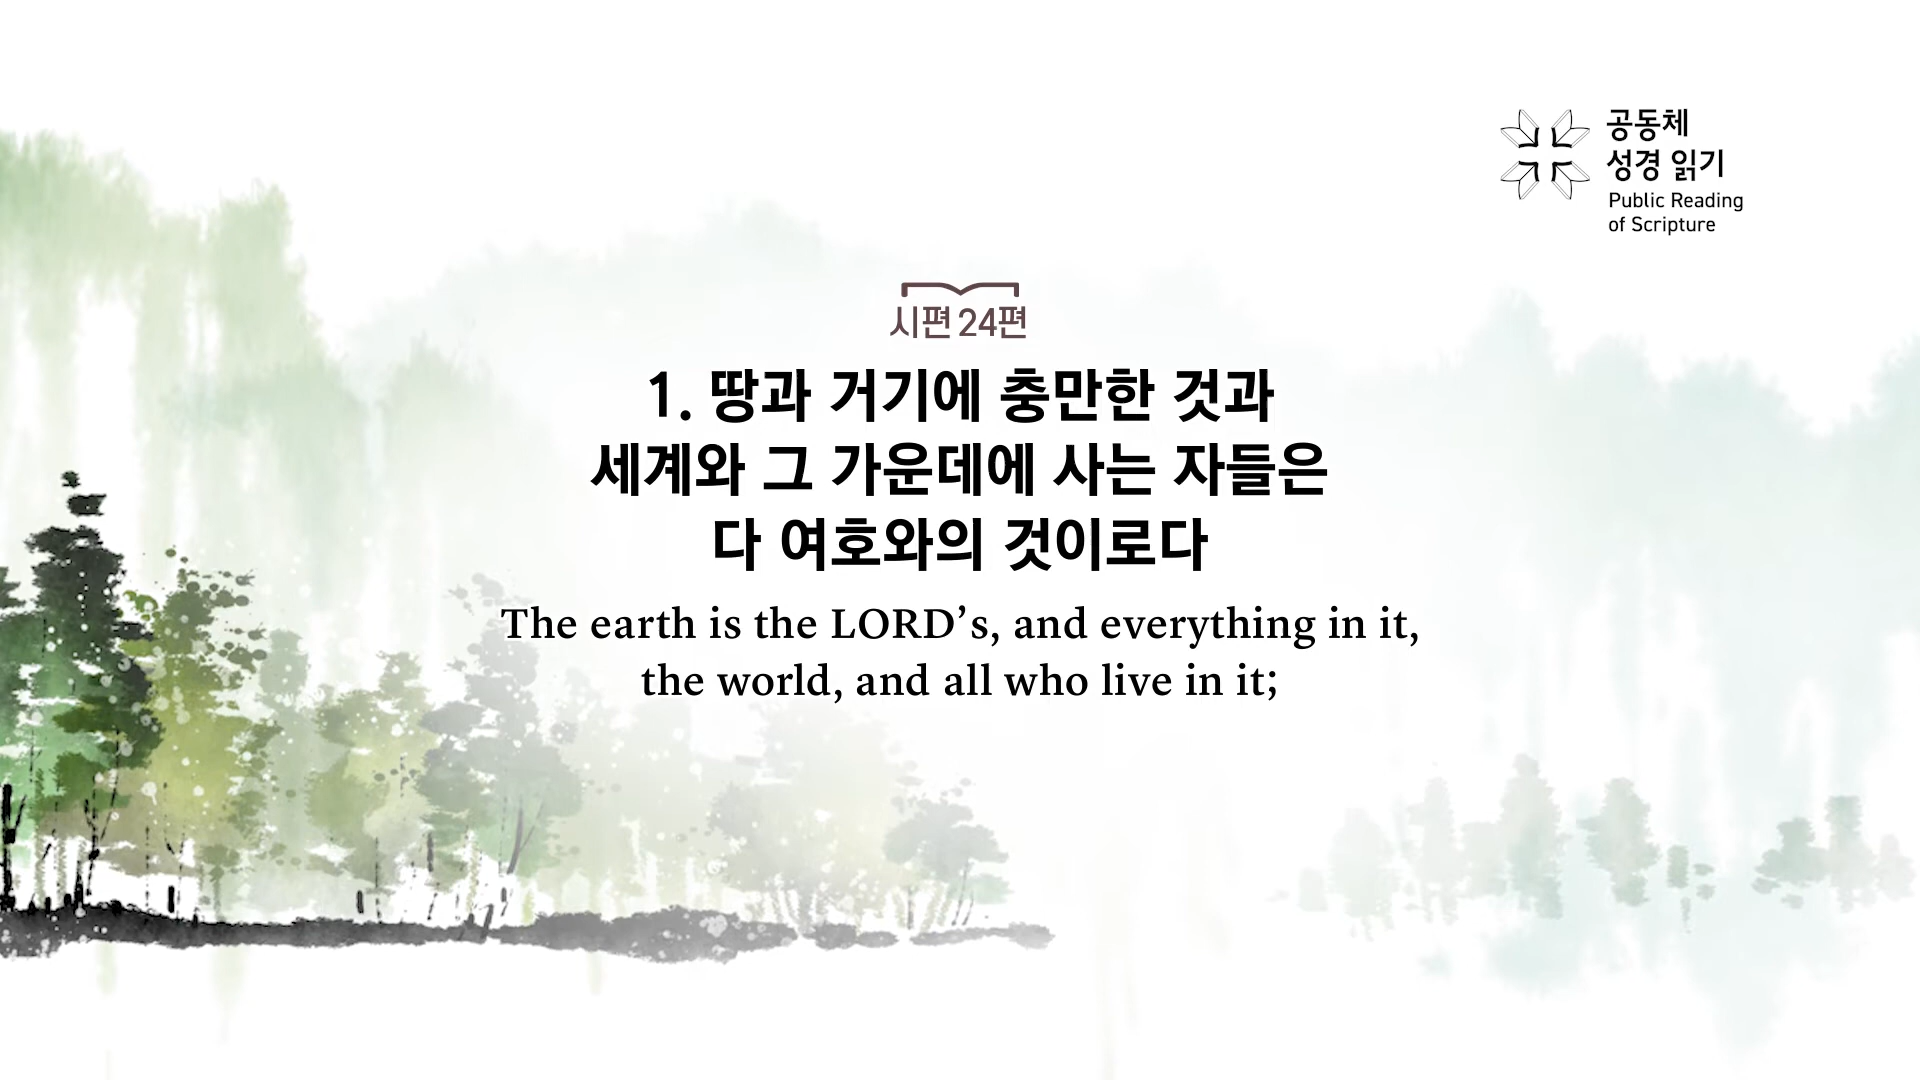 공동체
성경 읽기
Public Reading
of Scripture
시편 24편
1. 땅과 거기에 충만한 것과
세계와 그 가운데에 사는 자들은
다 여호와의 것이로다
The earth is the LORD’s, and everything in it,
the world, and all who live in it;